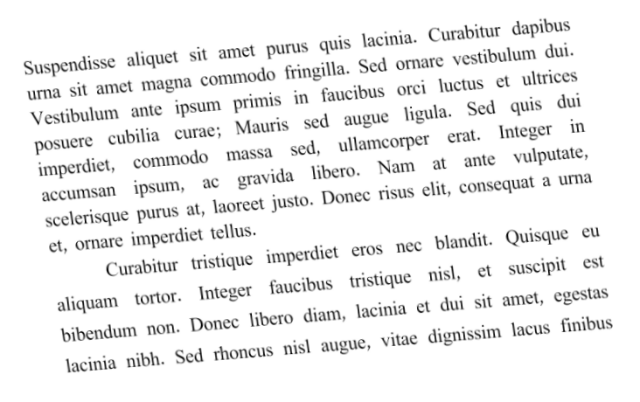 Suspendisse aliquet sit amet purus quis lacinia. Curabitur dapibus
urna sit amet magna commodo fringilla. Sed ornare vestibulum dui.
Vestibulum ante ipsum primis in faucibus orci luctus et ultrices
posuere cubilia curae; Mauris sed augue ligula. Sed quis dui
imperdiet, commodo massa sed, ullamcorper erat. Integer in
accumsan ipsum, ac gravida libero. Nam at ante vulputate,
scelerisque purus at, laoreet justo. Donec risus elit, consequat a urna
et, ornare imperdiet tellus.
Curabitur tristique imperdiet eros nec blandit. Quisque eu
aliquam tortor. Integer faucibus tristique nisl, et suscipit est
bibendum non. Donec libero diam, lacinia et dui sit amet, egestas
lacinia nibh. Sed rhoncus nisl augue, vitae dignissim lacus finibus